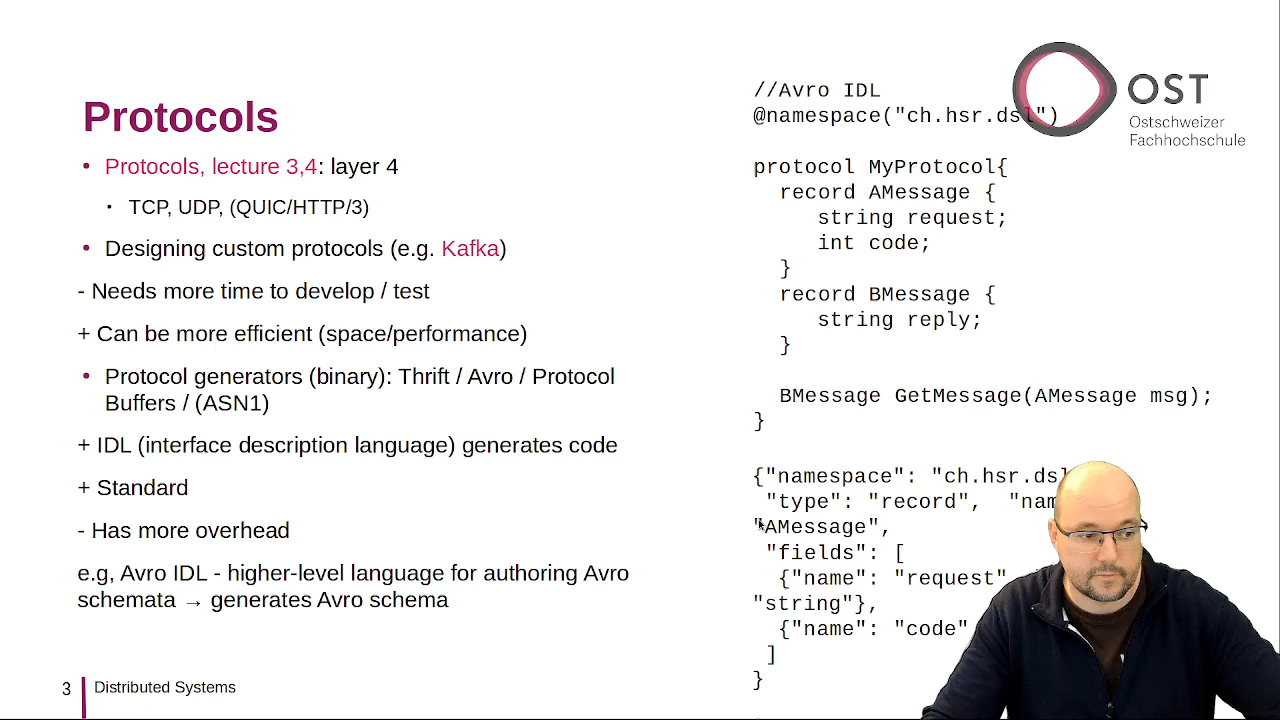 Protocols
Protocols, lecture 3,4: layer 4
TCP, UDP, (QUIC/HTTP/3)
Designing custom protocols (e.g. Kafka)
- Needs more time to develop / test
+ Can be more efficient (space/performance)
Protocol generators (binary): Thrift / Avro / Protocol
Buffers / (ASN1)
+ IDL (interface description language) generates code
+ Standard
- Has more overhead
e.g, Avro IDL - higher-level language for authoring Avro
schemata → generates Avro schema
//Avro IDL
@namespace("ch.hsr.dsl")
protocol MyProtocol{
record AMessage {
string request;
int code;
}
record BMessage {
string reply;
}
BMessage GetMessage(AMessage msg);
}
{"namespace": "ch.hsr.dsl
"type": "record", "nam
"AMessage",
"fields": [
{"name": "request"
"string"},
{"name": "code"
]
}
OST
Ostschweizer
Fachhochschule
3
Distributed Systems